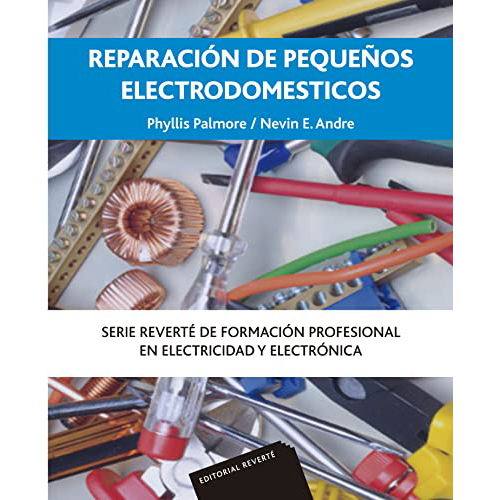 REPARACIÓN DE PEQUEÑOS
ELECTRODOMESTICOS
Phyllis Palmore / Nevin E. Andre
SERIE REVERTÉ DE FORMACIÓN PROFESIONAL
EN ELECTRICIDAD Y ELECTRÓNICA
EDITORIAL REVERTÉ